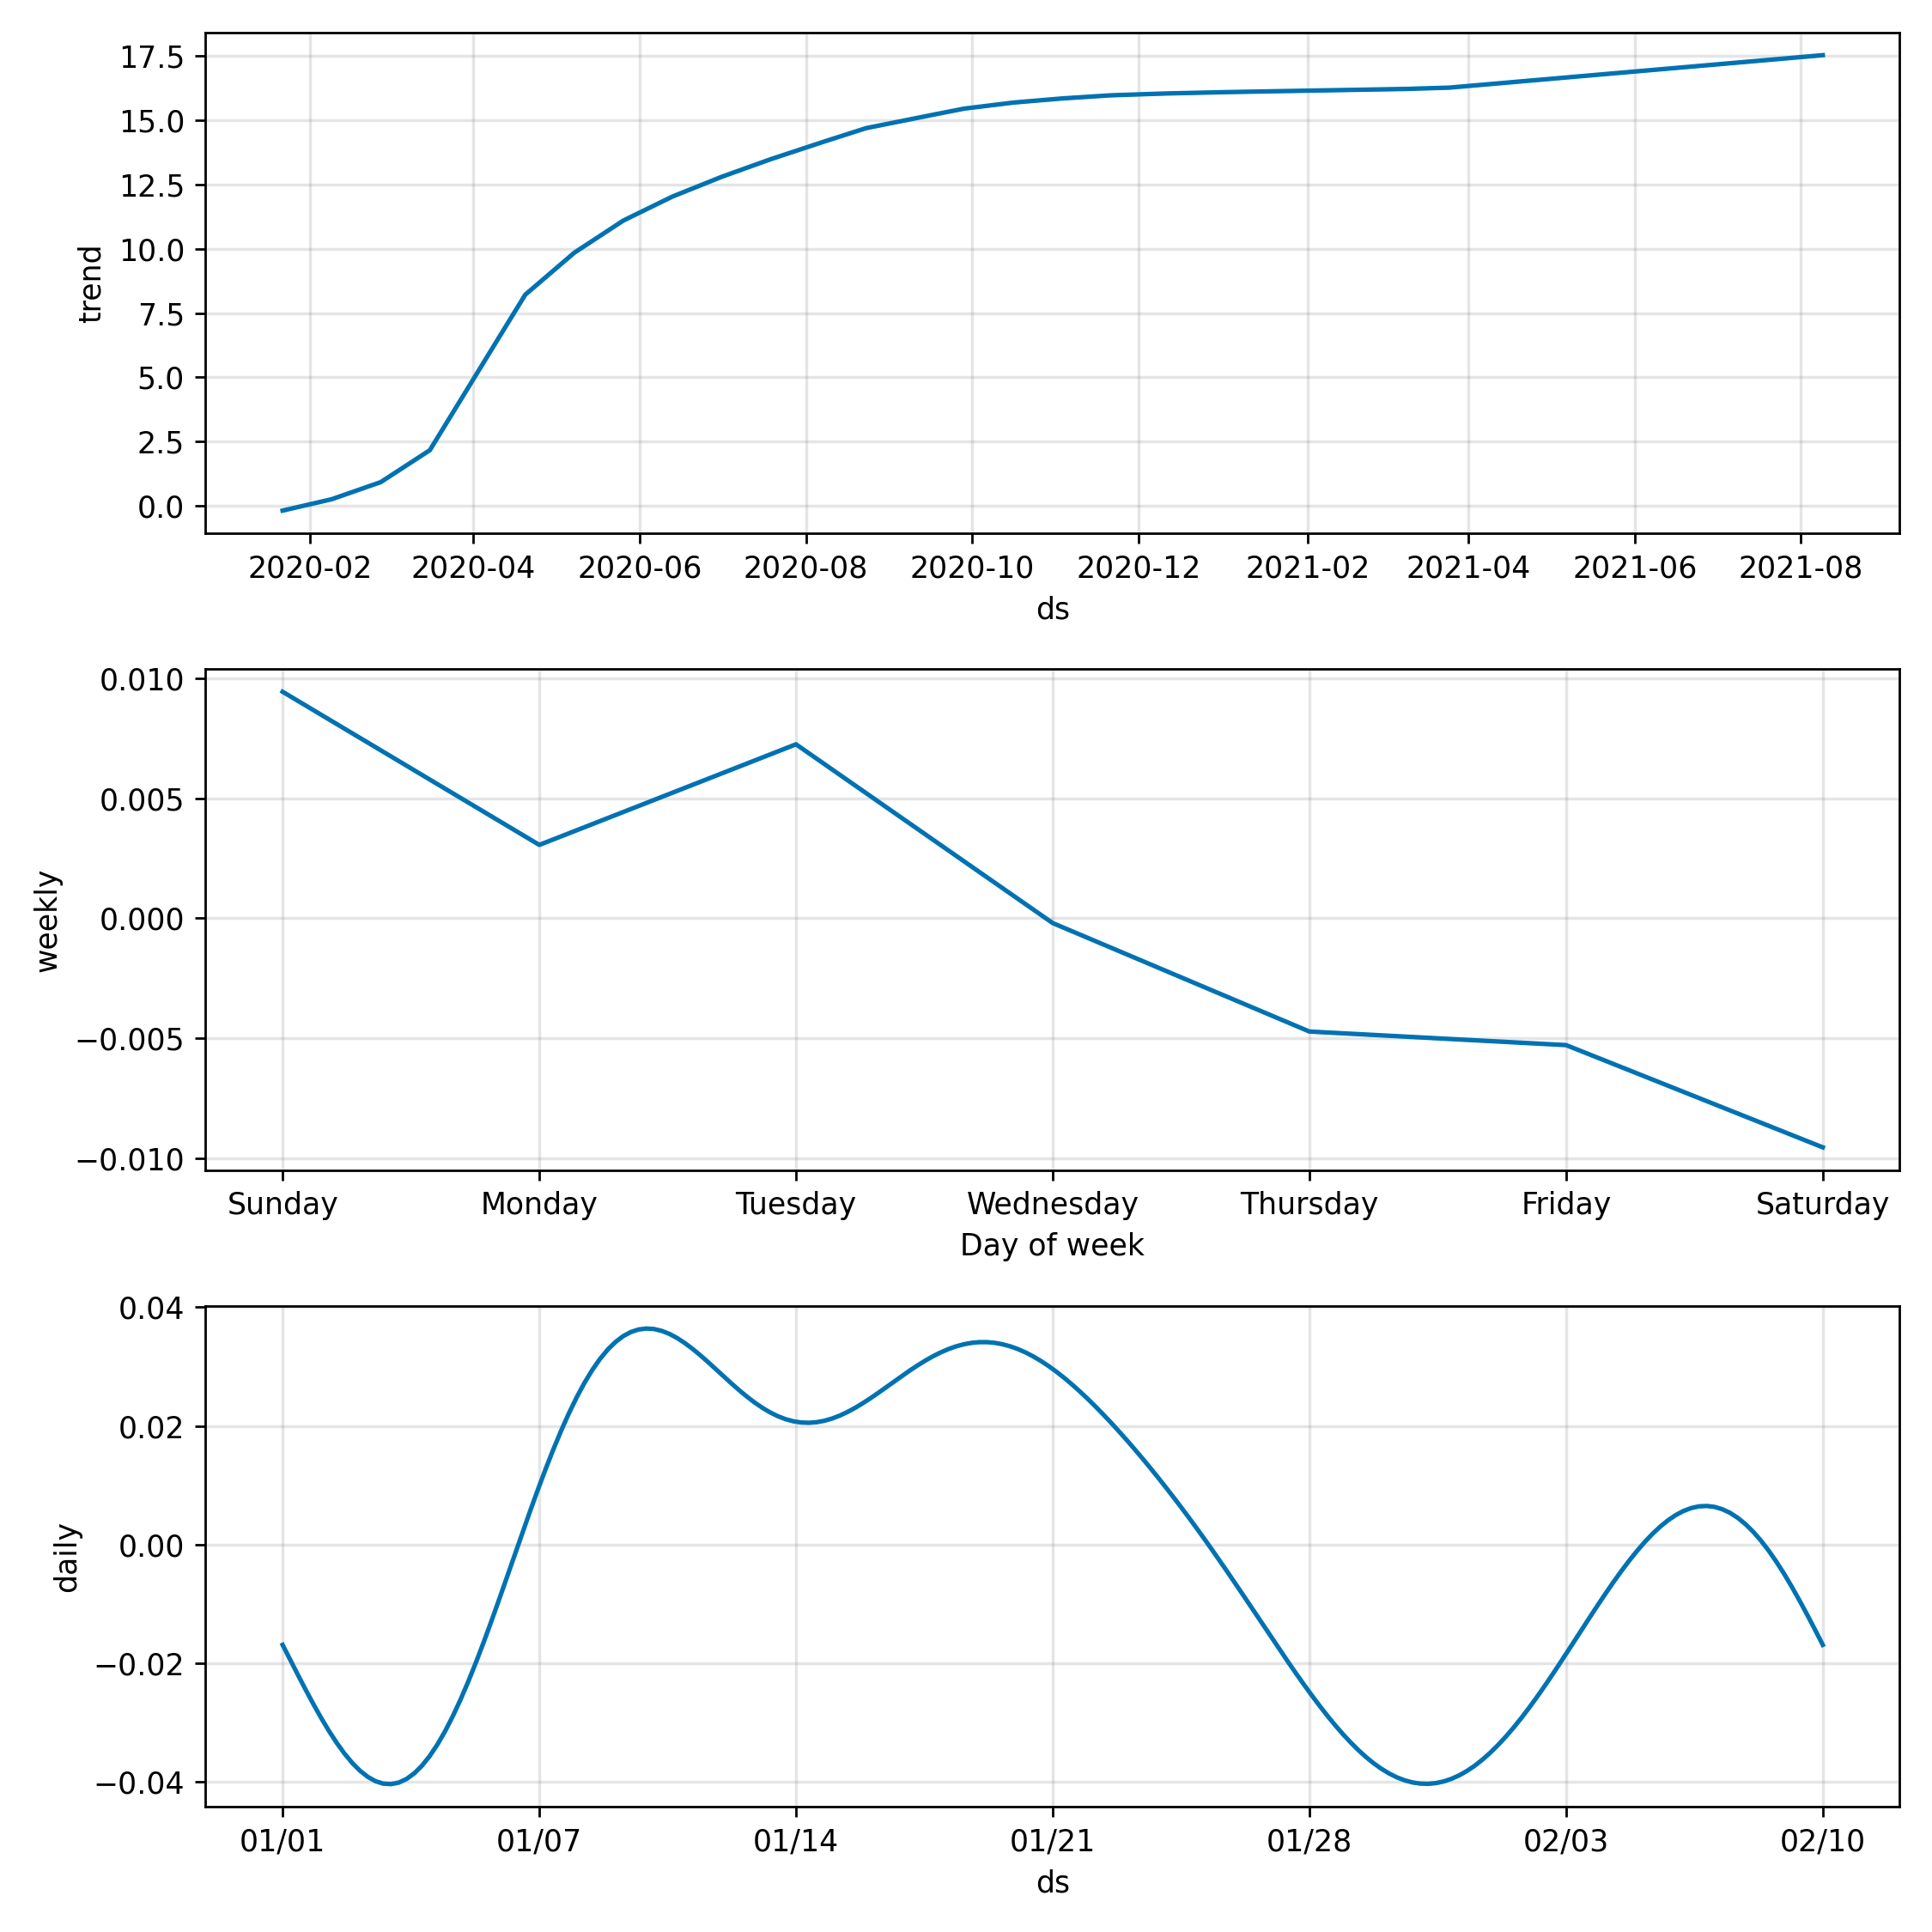 17.5
15.0
12.5
10.0
7.5
5.0
2.5
0.0
trend
2020-02 2020-04 2020-06 2020-08 2020-10 2020-12 2021-02 2021-04 2021-06 2021-08
ds
0.010
0.005
0.000
−0.005
−0.010
weekly
Sunday Monday Tuesday Wednesday Thursday Friday Saturday
Day of week
0.04
0.02
0.00
−0.02
−0.04
daily
01/01 01/07 01/14 01/21 01/28 02/03 02/10
ds